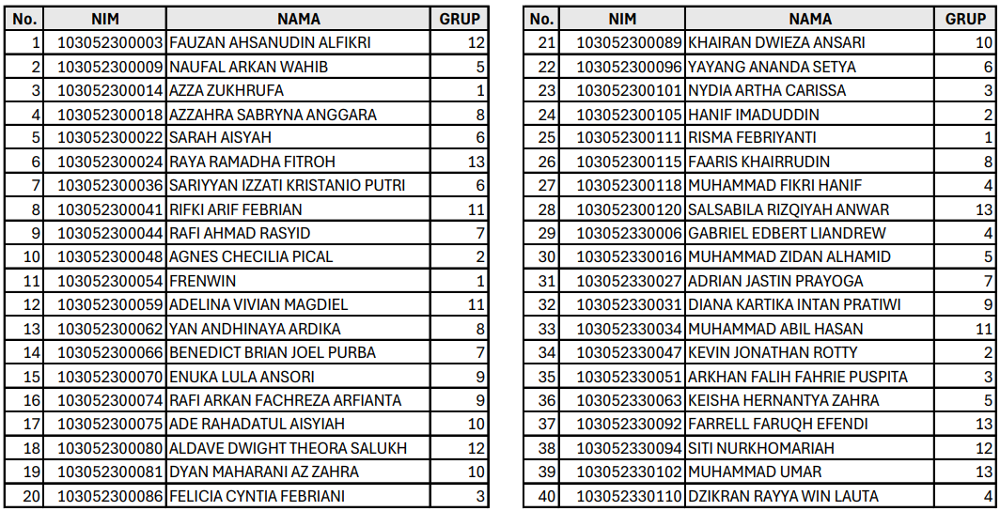 No. NIM NAMA GRUP
1 103052300003 FAUZAN AHSANUDIN ALFIKRI 12
2 103052300009 NAUFAL ARKAN WAHIB 5
3 103052300014 AZZA ZUKHRUFA 1
4 103052300018 AZZAHRA SABRYNA ANGGARA 8
5 103052300022 SARAH AISYAH 6
6 103052300024 RAYA RAMADHA FITROH 13
7 103052300036 SARIYYAN IZZATI KRISTANIO PUTRI 6
8 103052300041 RIFKI ARIF FEBRIAN 11
9 103052300044 RAFI AHMAD RASYID 7
10 103052300048 AGNES CHECILIA PICAL 2
11 103052300054 FRENWIN 1
12 103052300059 ADELINA VIVIAN MAGDIEL 11
13 103052300062 YAN ANDHINAYA ARDIKA 8
14 103052300066 BENEDICT BRIAN JOEL PURBA 7
15 103052300070 ENUKA LULA ANSORI 9
16 103052300074 RAFI ARKAN FACHREZA ARFIANTA 9
17 103052300075 ADE RAHADATUL AISYIAH 10
18 103052300080 ALDAVE DWIGHT THEORA SALUKH 12
19 103052300081 DYAN MAHARANI AZ ZAHRA 10
20 103052300086 FELICIA CYNTIA FEBRIANI 3
No. NIM NAMA GRUP
21 103052300089 KHAIRAN DWIEZA ANSARI 10
22 103052300096 YAYANG ANANDA SETYA 6
23 103052300101 NYDIA ARTHA CARISSA 3
24 103052300105 HANIF IMADUDDIN 2
25 103052300111 RISMA FEBRIYANTI 1
26 103052300115 FAARIS KHAIRRUDIN 8
27 103052300118 MUHAMMAD FIKRI HANIF 4
28 103052300120 SALSABILA RIZQIYAH ANWAR 13
29 103052330006 GABRIEL EDBERT LIANDREW 4
30 103052330016 MUHAMMAD ZIDAN ALHAMID 5
31 103052330027 ADRIAN JASTIN PRAYOGA 7
32 103052330031 DIANA KARTIKA INTAN PRATIWI 9
33 103052330034 MUHAMMAD ABIL HASAN 11
34 103052330047 KEVIN JONATHAN ROTTY 2
35 103052330051 ARKHAN FALIH FAHRIE PUSPITA 3
36 103052330063 KEISHA HERNANTYA ZAHRA 5
37 103052330092 FARRELL FARUQH EFENDI 13
38 103052330094 SITI NURKHOMARIAH 12
39 103052330102 MUHAMMAD UMAR 13
40 103052330110 DZIKRAN RAYYA WIN LAUTA 4